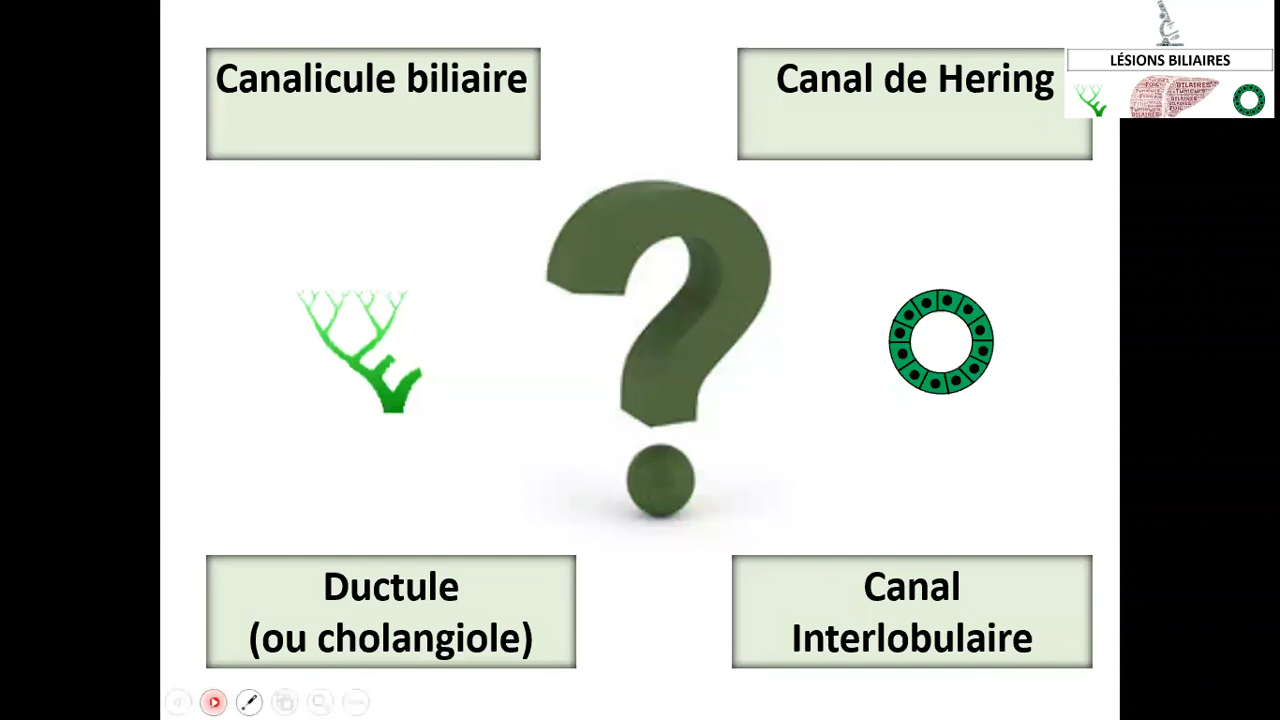 Canalicule biliaire
Canal de Hering
LÉSIONS BILIAIRES
Ductule
(ou cholangiole)
Canal
Interlobulaire